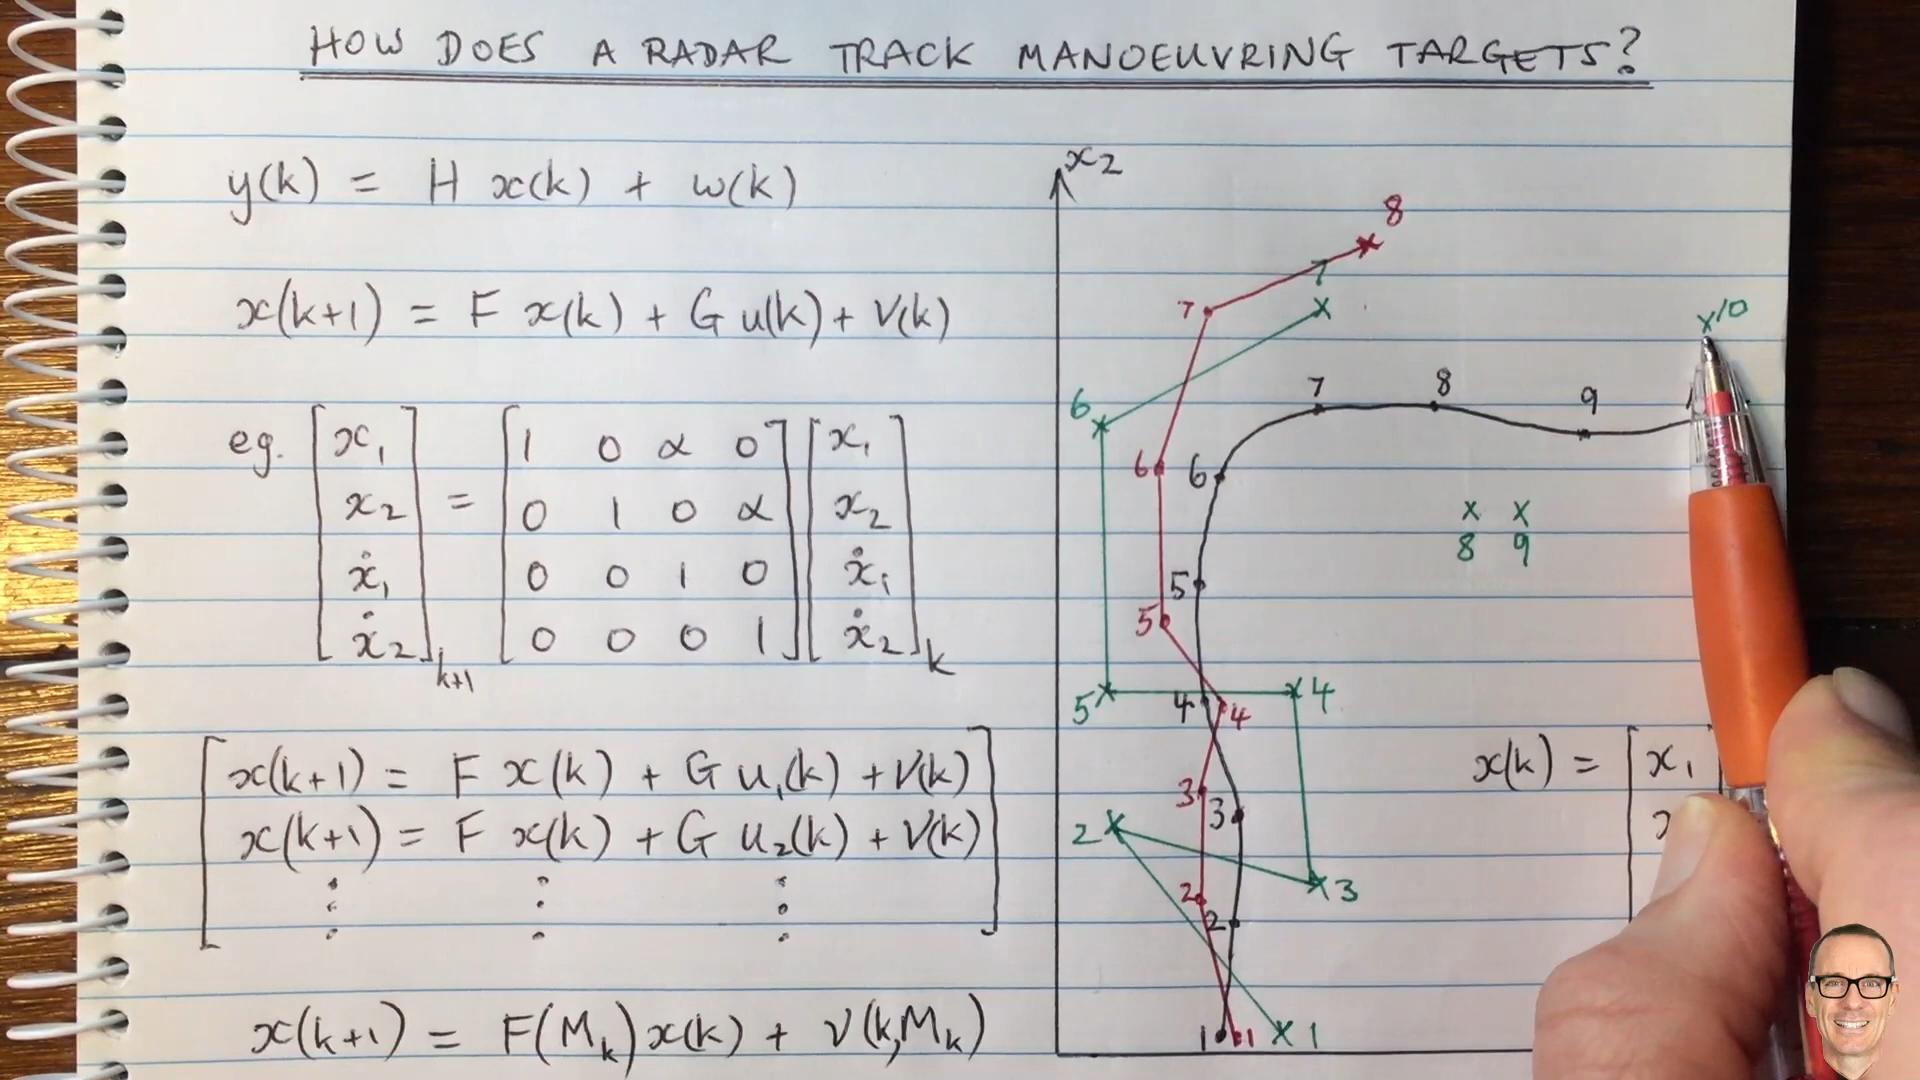 HOW DOES A RADAR TRACK MANOEUVRING TARGETS?
y(k) = H x(k) + w(k)
x(k+1) = F x(k) + G u(k) + V(k)
eg. [x₁ x₂ ẋ₁ ẋ₂]k+1 = [1 0 α 0
0 1 0 α
0 0 1 0
0 0 0 1] [x₁ x₂ ẋ₁ ẋ₂]k
x(k+1) = F x(k) + G u₁(k) + V(k)
x(k+1) = F x(k) + G u₂(k) + V(k)
⋮ ⋮ ⋮
x(k+1) = F(Mk) x(k) + V(k,Mk)
x₂
8
7
7
10
7
8
9
6
6
6
8
9
5
5
5
4
4
4
3
3
2
3
2
2
1
1
1
x(k) = [x₁